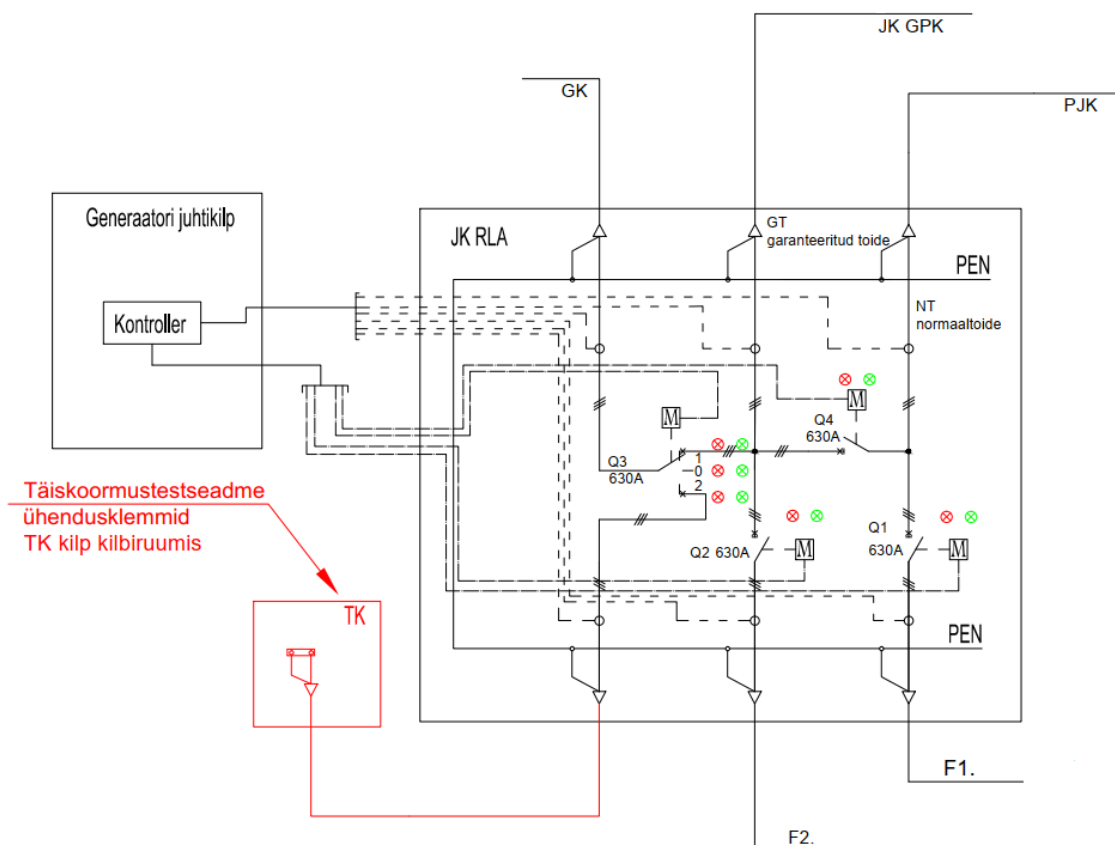 JK GPK
GK
PJK
Generaatori juhtikilp
Kontroller
JK RLA
GT
garanteeritud toide
PEN
NT
normaaltoide
M
M
Q4
630A
Q3
630A
1
0
2
Q2 630A
M
Q1
630A
M
Täiskoormustestseadme
ühendusklemmid
TK kilp kilbiruumis
TK
PEN
F1.
F2.